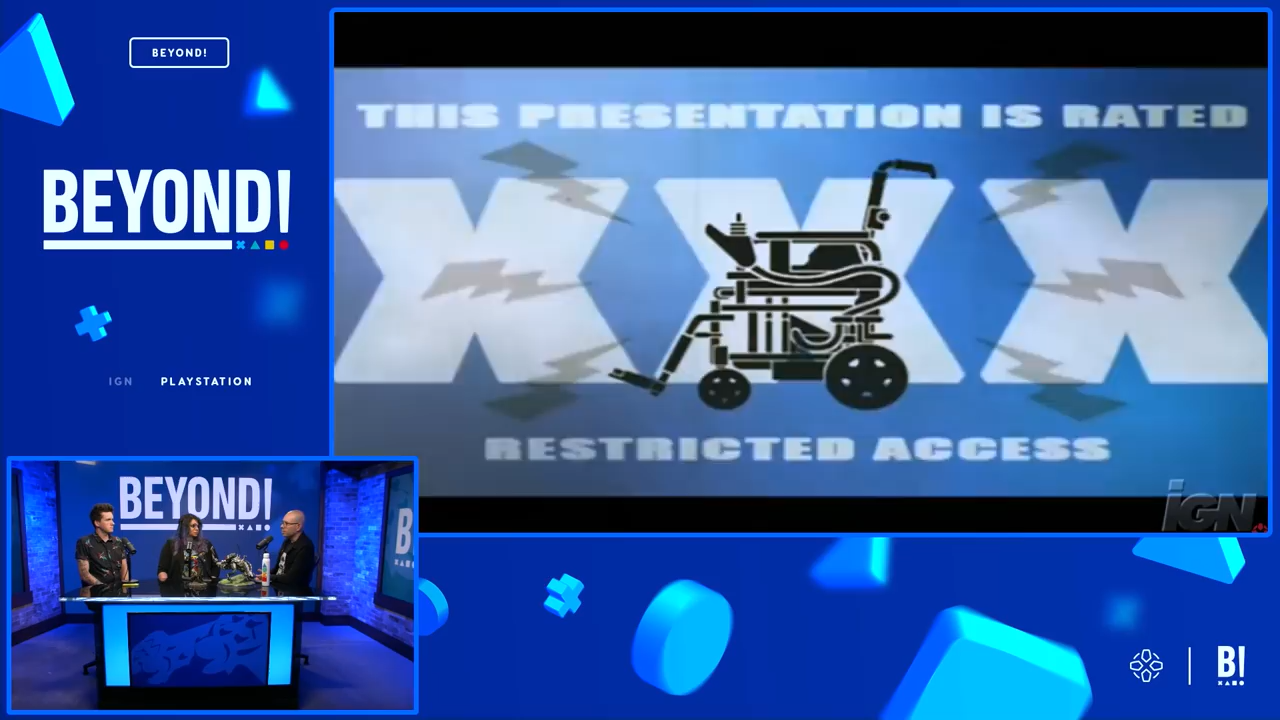 BEYOND!
BEYOND!
IGN PLAYSTATION
THIS PRESENTATION IS RATED
XXX
RESTRICTED ACCESS
IGN
BEYOND!
B
B!